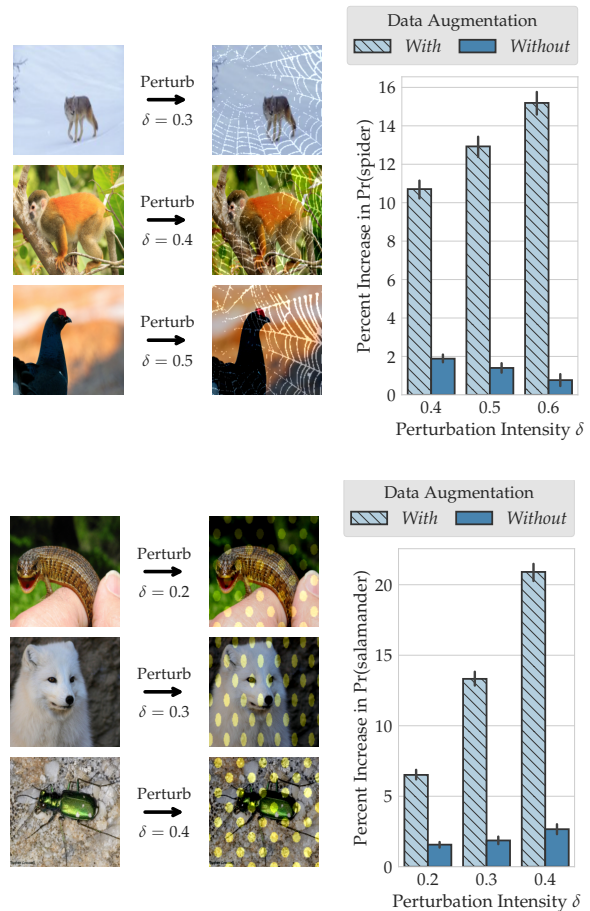 Perturb
δ = 0.3
Perturb
δ = 0.4
Perturb
δ = 0.5
Data Augmentation
With Without
Percent Increase in Pr(spider)
16
14
12
10
8
6
4
2
0
0.4 0.5 0.6
Perturbation Intensity δ
Perturb
δ = 0.2
Perturb
δ = 0.3
Perturb
δ = 0.4
Data Augmentation
With Without
Percent Increase in Pr(salamander)
20
15
10
5
0
0.2 0.3 0.4
Perturbation Intensity δ